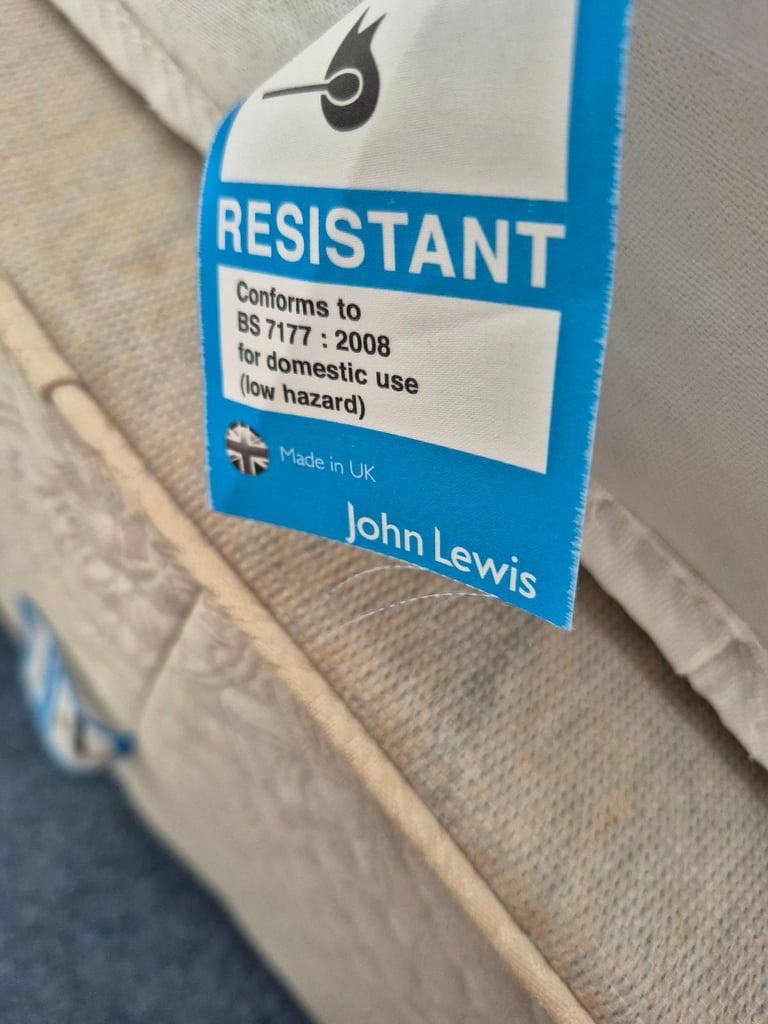 RESISTANT
Conforms to
BS 7177 : 2008
for domestic use
(low hazard)
Made in UK
John Lewis